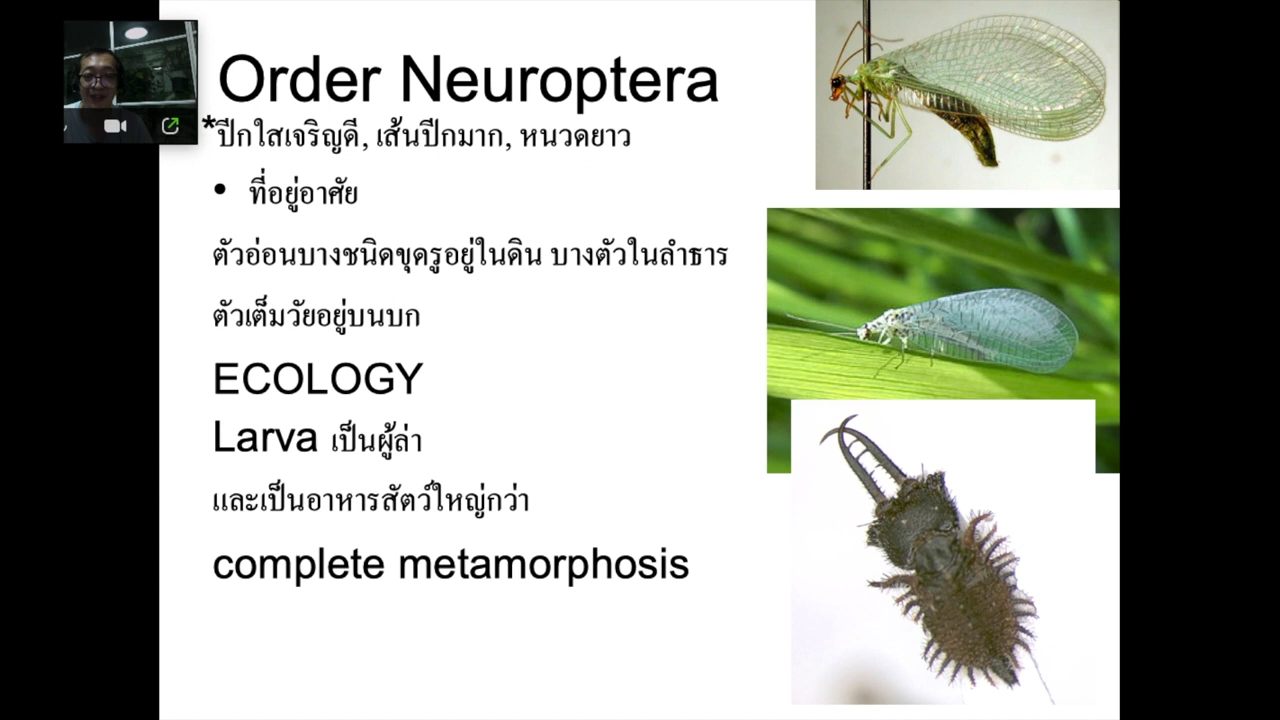 Order Neuroptera
*ปีกใสเจริญดี, เส้นปีกมาก, หนวดยาว
• ที่อยู่อาศัย
ตัวอ่อนบางชนิดขุดรูอยู่ในดิน บางตัวในลำธาร
ตัวเต็มวัยอยู่บนบก
ECOLOGY
Larva เป็นผู้ล่า
และเป็นอาหารสัตว์ใหญ่กว่า
complete metamorphosis